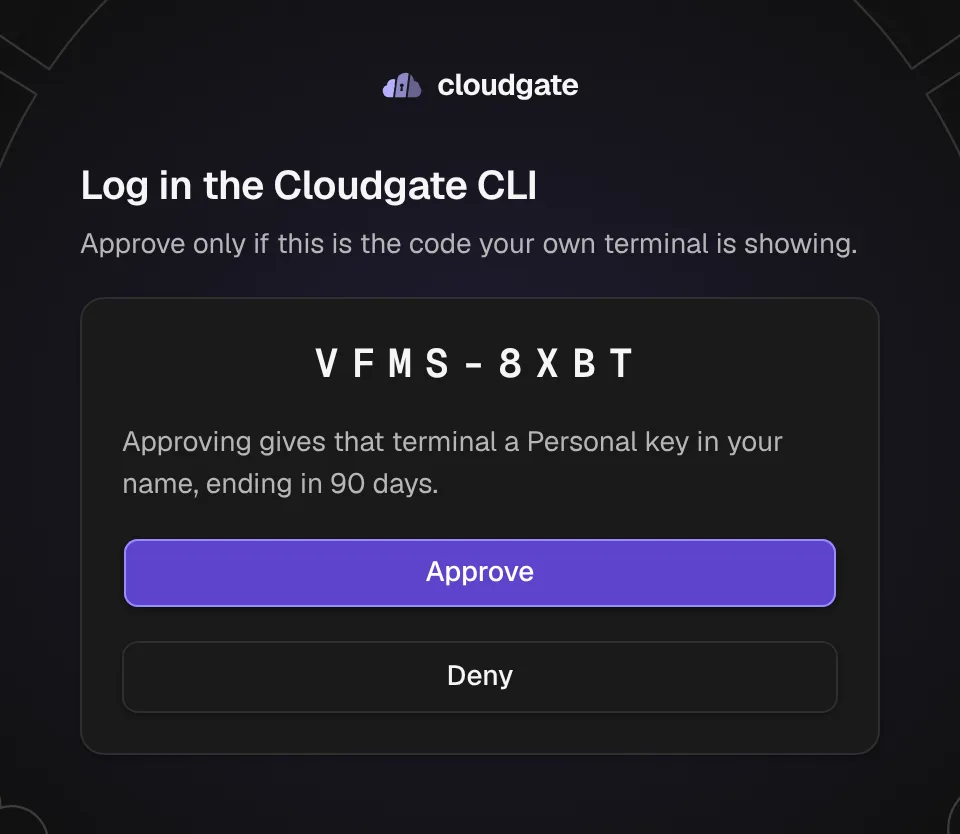 cloudgate
Log in the Cloudgate CLI
Approve only if this is the code your own terminal is showing.
VFMS-8XBT
Approving gives that terminal a Personal key in your
name, ending in 90 days.
Approve
Deny